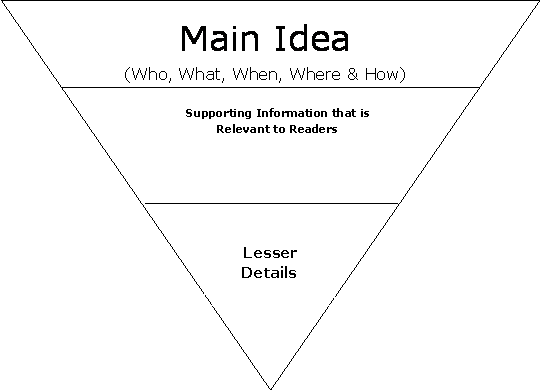 Main Idea
(Who, What, When, Where & How)
Supporting Information that is
Relevant to Readers
Lesser
Details